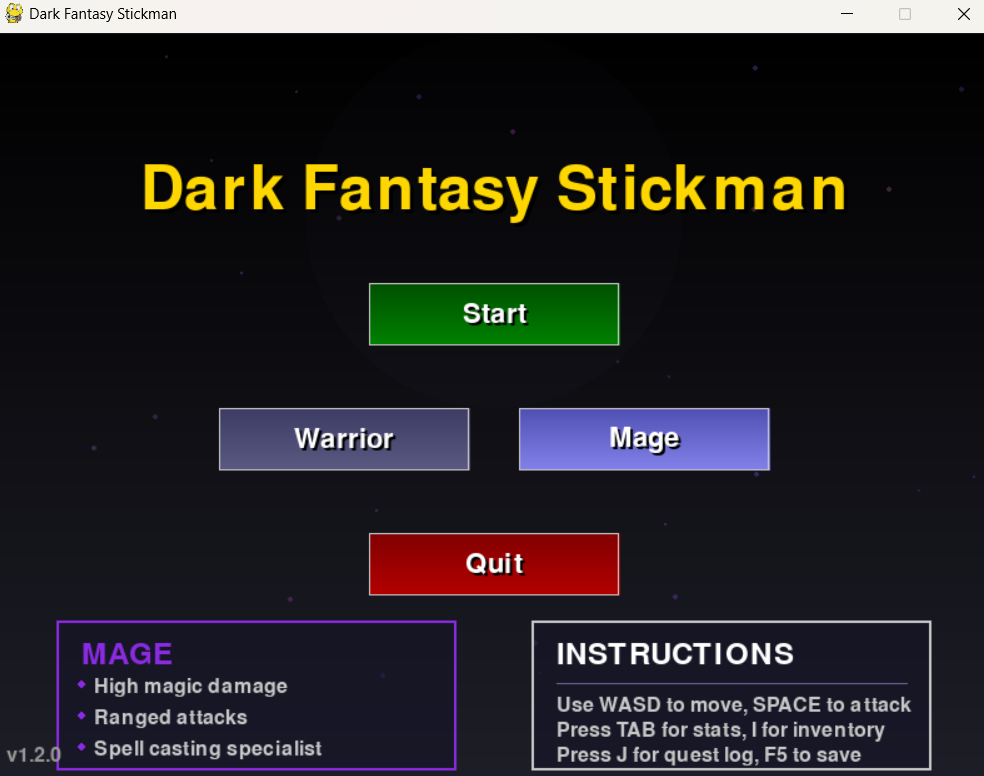 Dark Fantasy Stickman
Dark Fantasy Stickman
Start
Warrior
Mage
Quit
MAGE
High magic damage
Ranged attacks
Spell casting specialist
v1.2.0
INSTRUCTIONS
Use WASD to move, SPACE to attack
Press TAB for stats, I for inventory
Press J for quest log, F5 to save